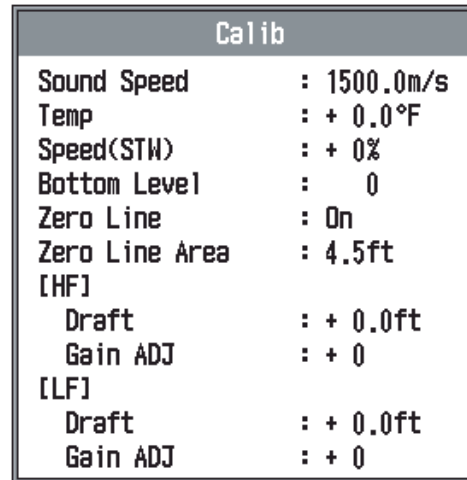 Calib
Sound Speed : 1500.0m/s
Temp : + 0.0°F
Speed(STW) : + 0%
Bottom Level : 0
Zero Line : On
Zero Line Area : 4.5ft
[HF]
Draft : + 0.0ft
Gain ADJ : + 0
[LF]
Draft : + 0.0ft
Gain ADJ : + 0